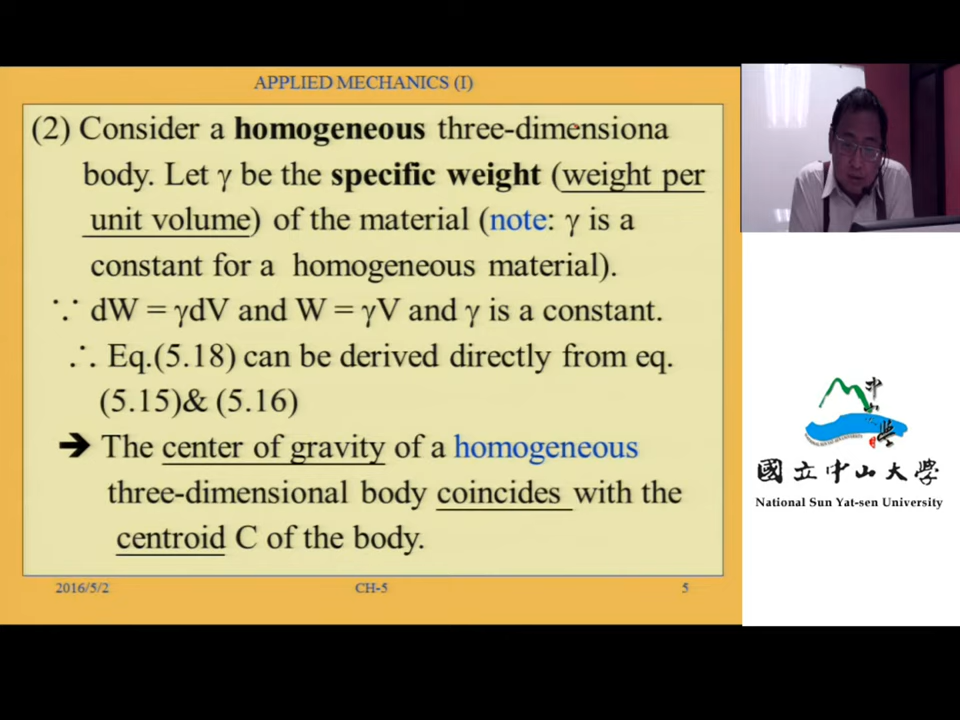 APPLIED MECHANICS (I)
(2) Consider a homogeneous three-dimensiona
body. Let γ be the specific weight (weight per
unit volume) of the material (note: γ is a
constant for a homogeneous material).
∵ dW = γdV and W = γV and γ is a constant.
∴ Eq.(5.18) can be derived directly from eq.
(5.15)& (5.16)
➔ The center of gravity of a homogeneous
three-dimensional body coincides with the
centroid C of the body.
2016/5/2 CH-5 5
國立中山大學
National Sun Yat-sen University